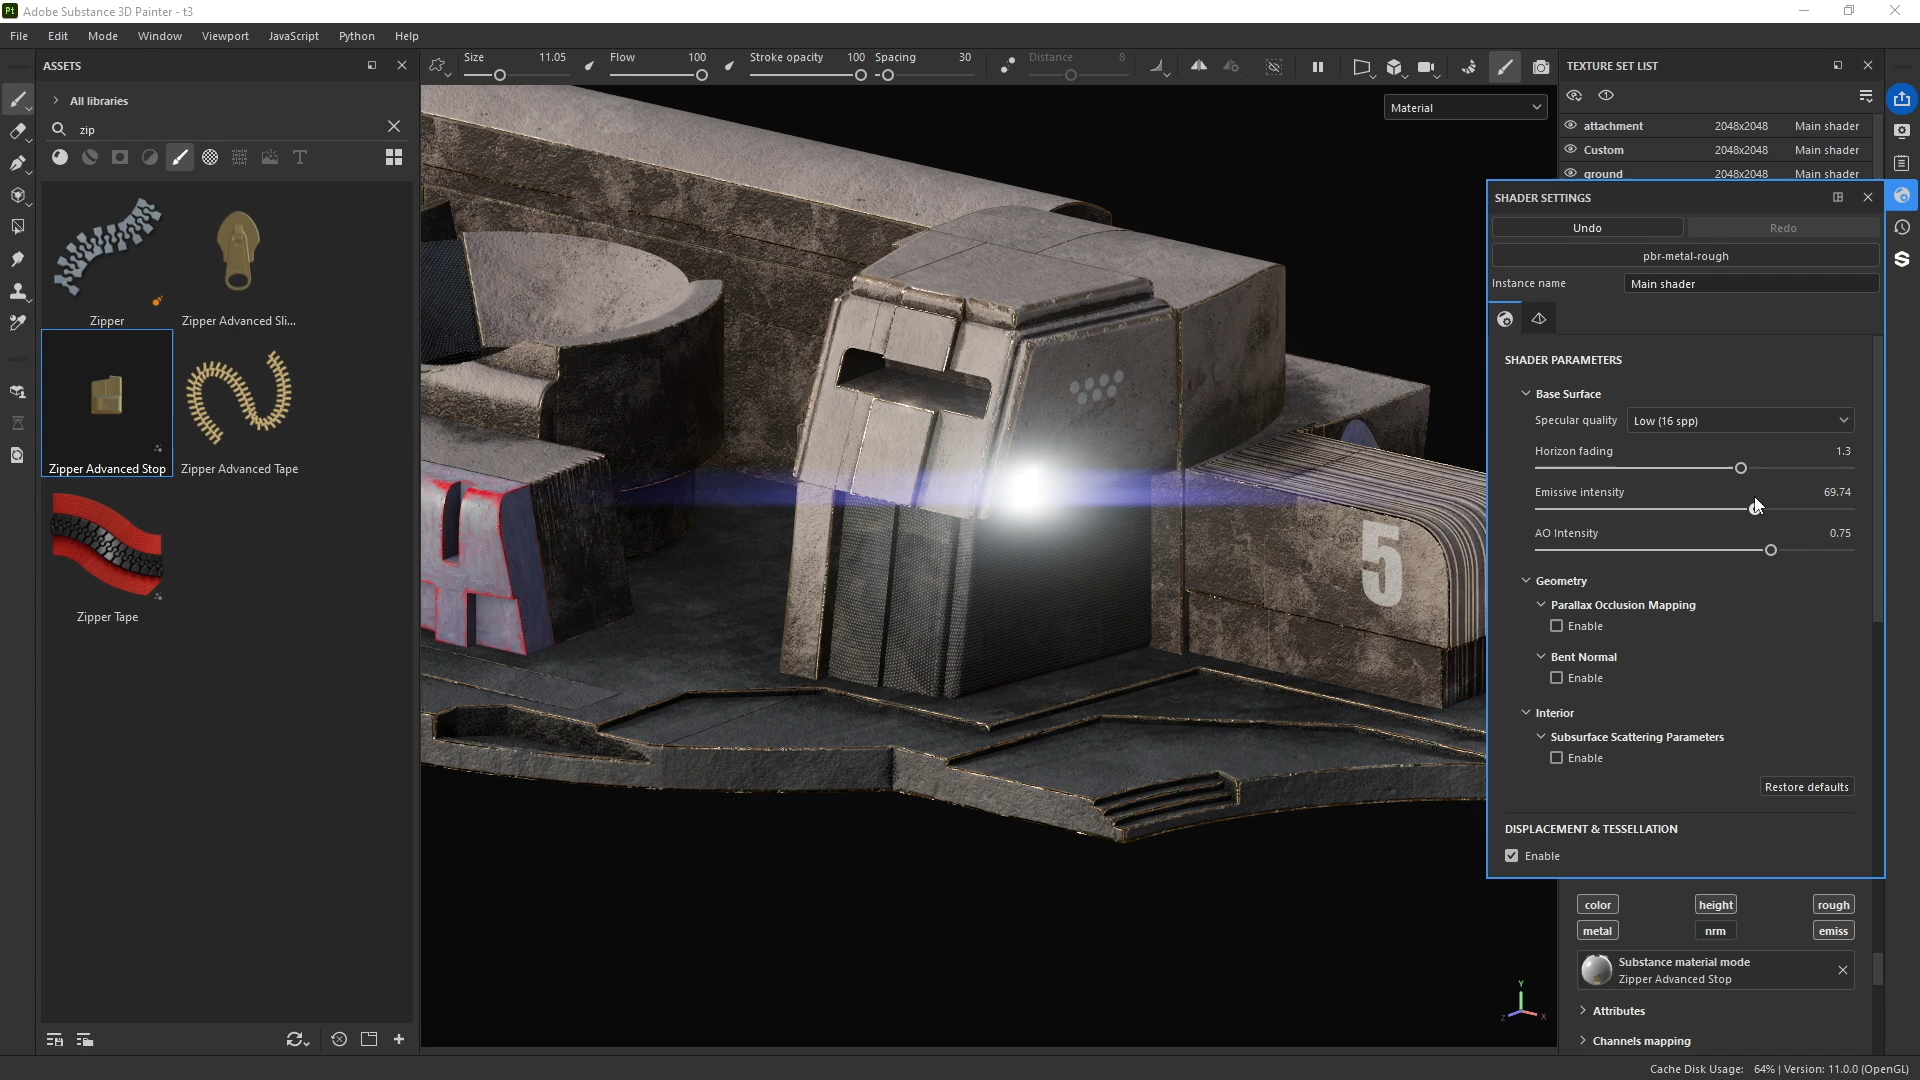 Pt Adobe Substance 3D Painter - t3
File Edit Mode Window Viewport JavaScript Python Help
ASSETS
All libraries
zip
Zipper
Zipper Advanced Sli...
Zipper Advanced Stop
Zipper Advanced Tape
Zipper Tape
Size 11.05 Flow 100 Stroke opacity 100 Spacing 30 Distance 8
Material
5
TEXTURE SET LIST
attachment 2048x2048 Main shader
Custom 2048x2048 Main shader
ground 2048x2048 Main shader
SHADER SETTINGS
Undo Redo
pbr-metal-rough
Instance name Main shader
SHADER PARAMETERS
Base Surface
Specular quality Low (16 spp)
Horizon fading 1.3
Emissive intensity 69.74
AO Intensity 0.75
Geometry
Parallax Occlusion Mapping
Enable
Bent Normal
Enable
Interior
Subsurface Scattering Parameters
Enable
Restore defaults
DISPLACEMENT & TESSELLATION
Enable
color height rough
metal nrm emiss
Substance material mode
Zipper Advanced Stop
Attributes
Channels mapping
Y
Z X
Cache Disk Usage: 64% | Version: 11.0.0 (OpenGL)